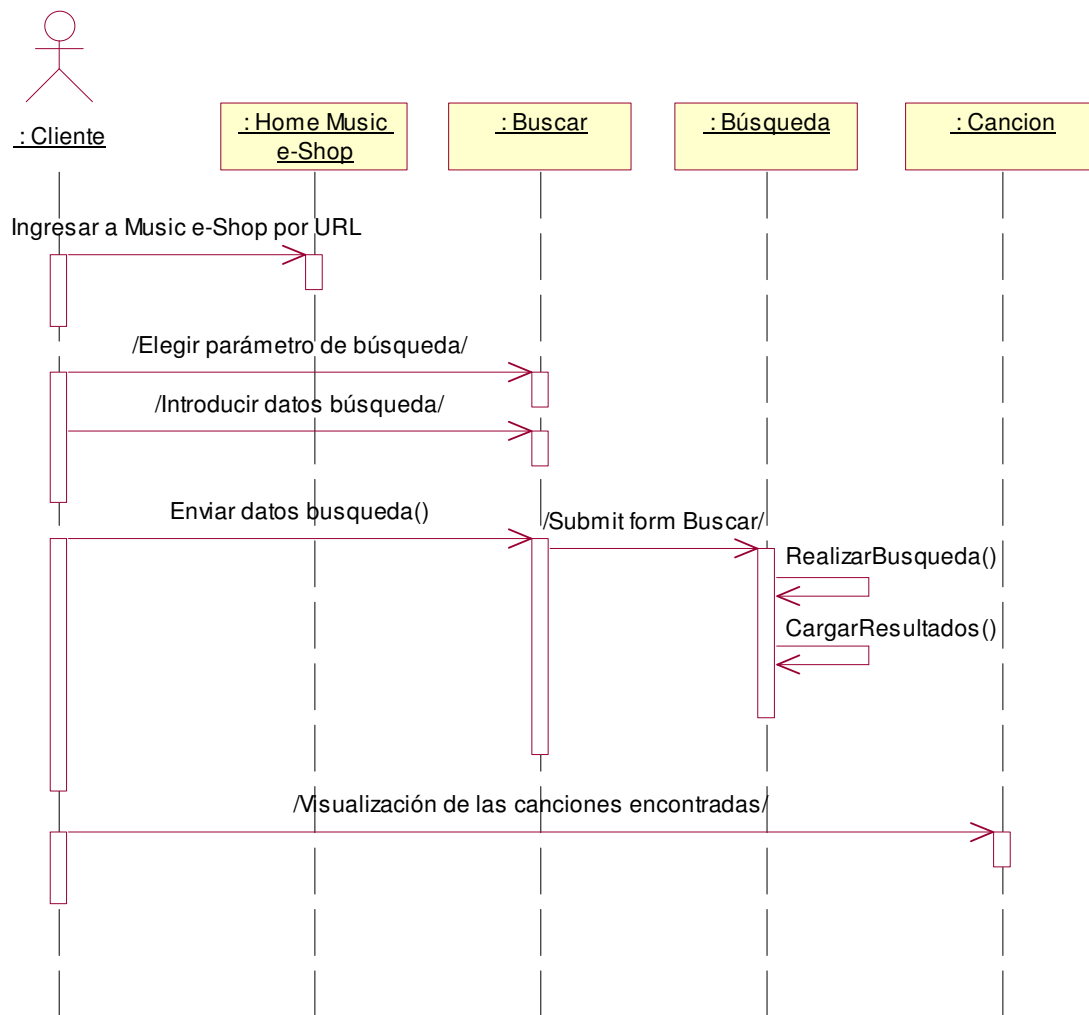 : Cliente
: Home Music
e-Shop
: Buscar
: Búsqueda
: Cancion
Ingresar a Music e-Shop por URL
/Elegir parámetro de búsqueda/
/Introducir datos búsqueda/
Enviar datos busqueda()
/Submit form Buscar/
RealizarBusqueda()
CargarResultados()
/Visualización de las canciones encontradas/